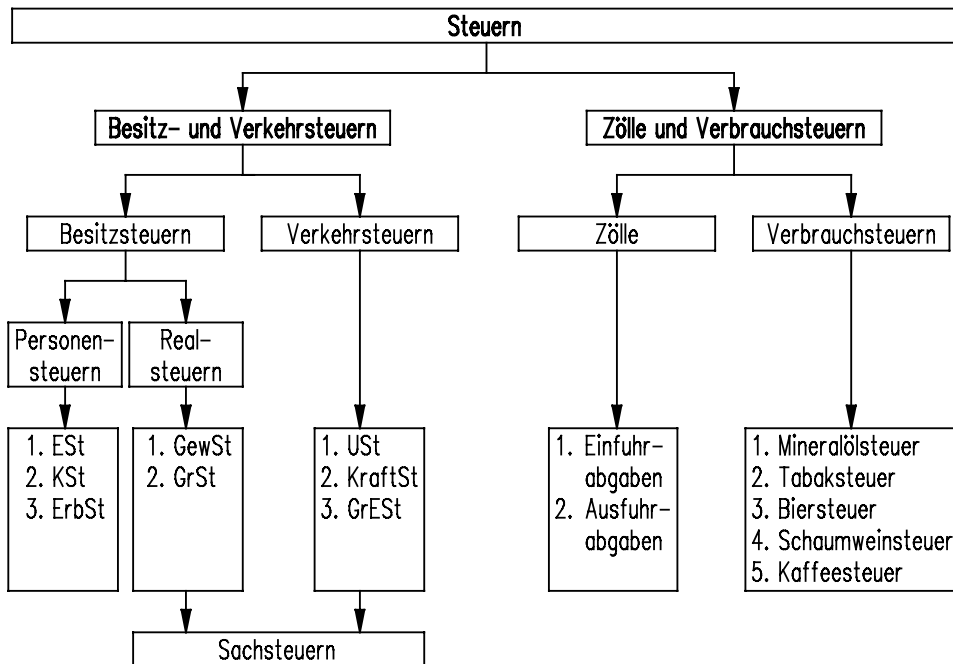 Steuern
Besitz- und Verkehrsteuern
Zölle und Verbrauchsteuern
Besitzsteuern
Verkehrsteuern
Zölle
Verbrauchsteuern
Personen-
steuern
Real-
steuern
1. ESt
2. KSt
3. ErbSt
1. GewSt
2. GrSt
1. USt
2. KraftSt
3. GrESt
1. Einfuhr-
abgaben
2. Ausfuhr-
abgaben
1. Mineralölsteuer
2. Tabaksteuer
3. Biersteuer
4. Schaumweinsteuer
5. Kaffeesteuer
Sachsteuern